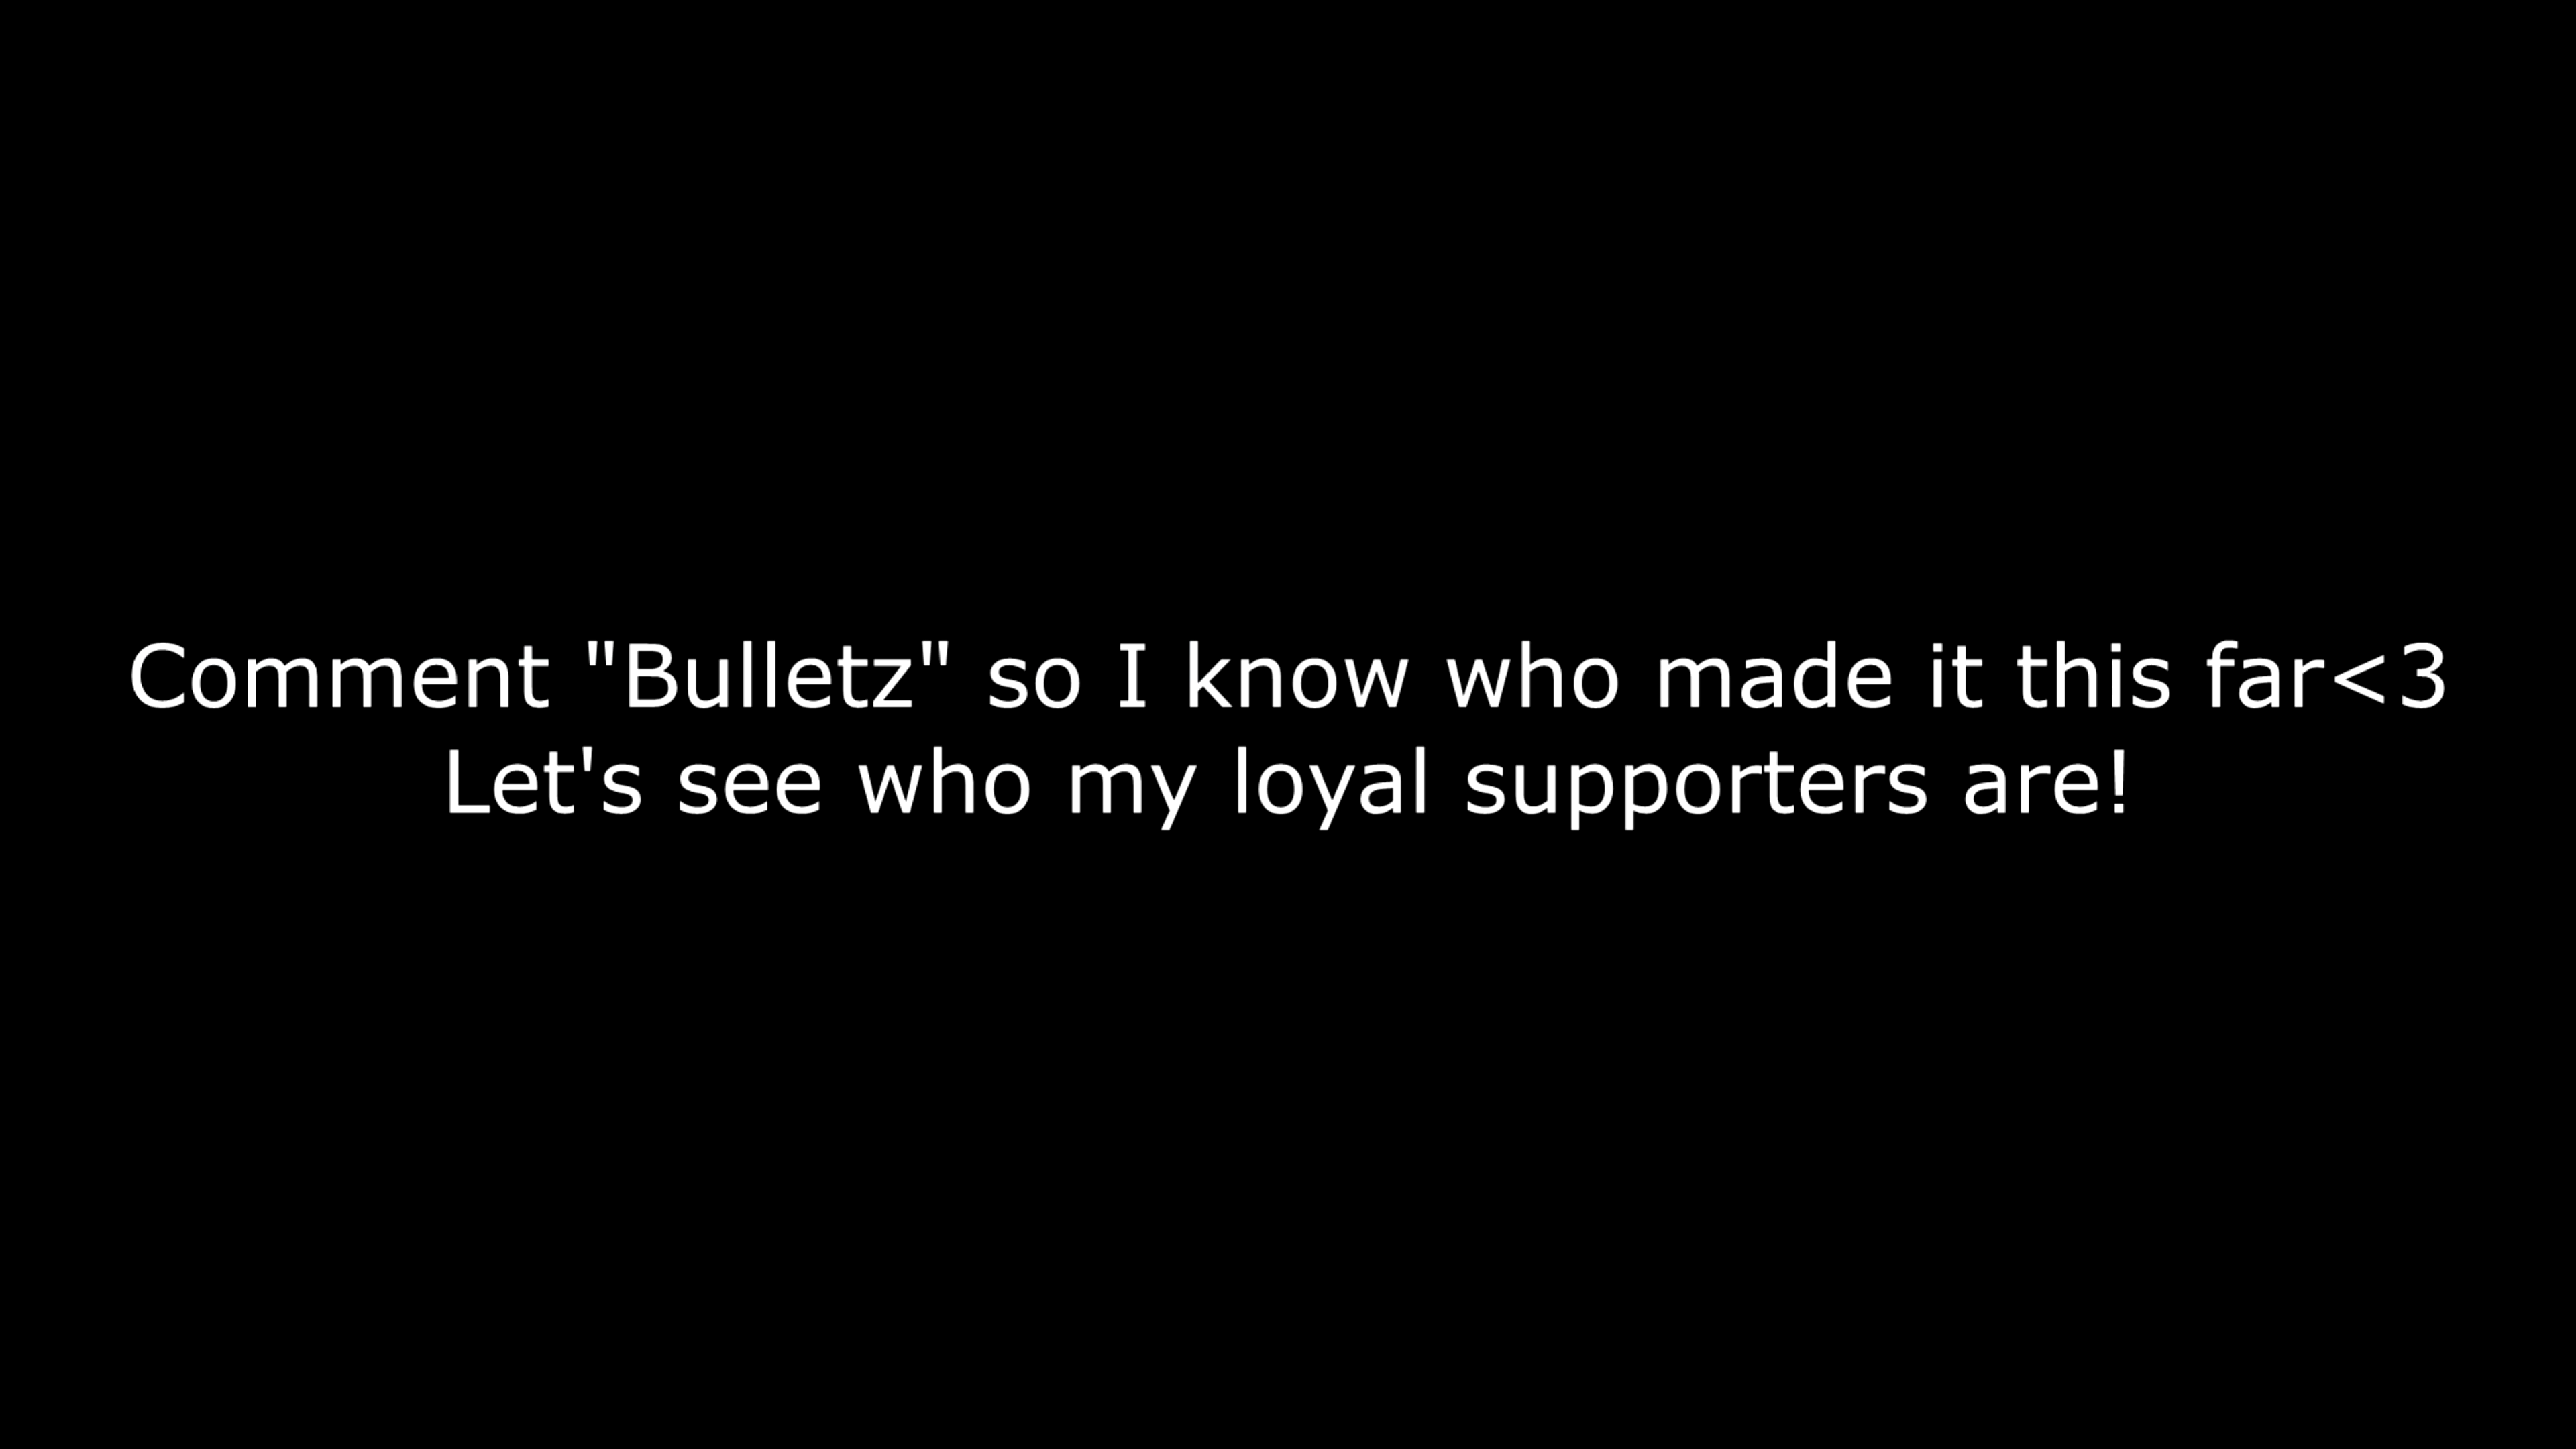 Comment "Bulletz" so I know who made it this far<3
Let's see who my loyal supporters are!